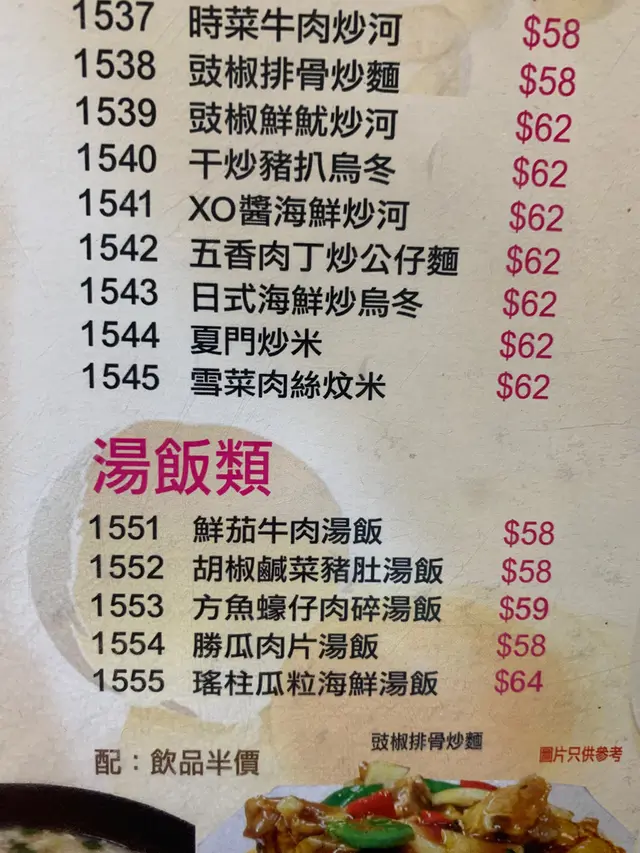 1537 時菜牛肉炒河 $58
1538 豉椒排骨炒麵 $58
1539 豉椒鮮魷炒河 $62
1540 干炒豬扒烏冬 $62
1541 XO醬海鮮炒河 $62
1542 五香肉丁炒公仔麵 $62
1543 日式海鮮炒烏冬 $62
1544 夏門炒米 $62
1545 雪菜肉絲炆米 $62
湯飯類
1551 鮮茄牛肉湯飯 $58
1552 胡椒鹹菜豬肚湯飯 $58
1553 方魚蠔仔肉碎湯飯 $59
1554 勝瓜肉片湯飯 $58
1555 瑤柱瓜粒海鮮湯飯 $64
配：飲品半價
豉椒排骨炒麵
圖片只供參考